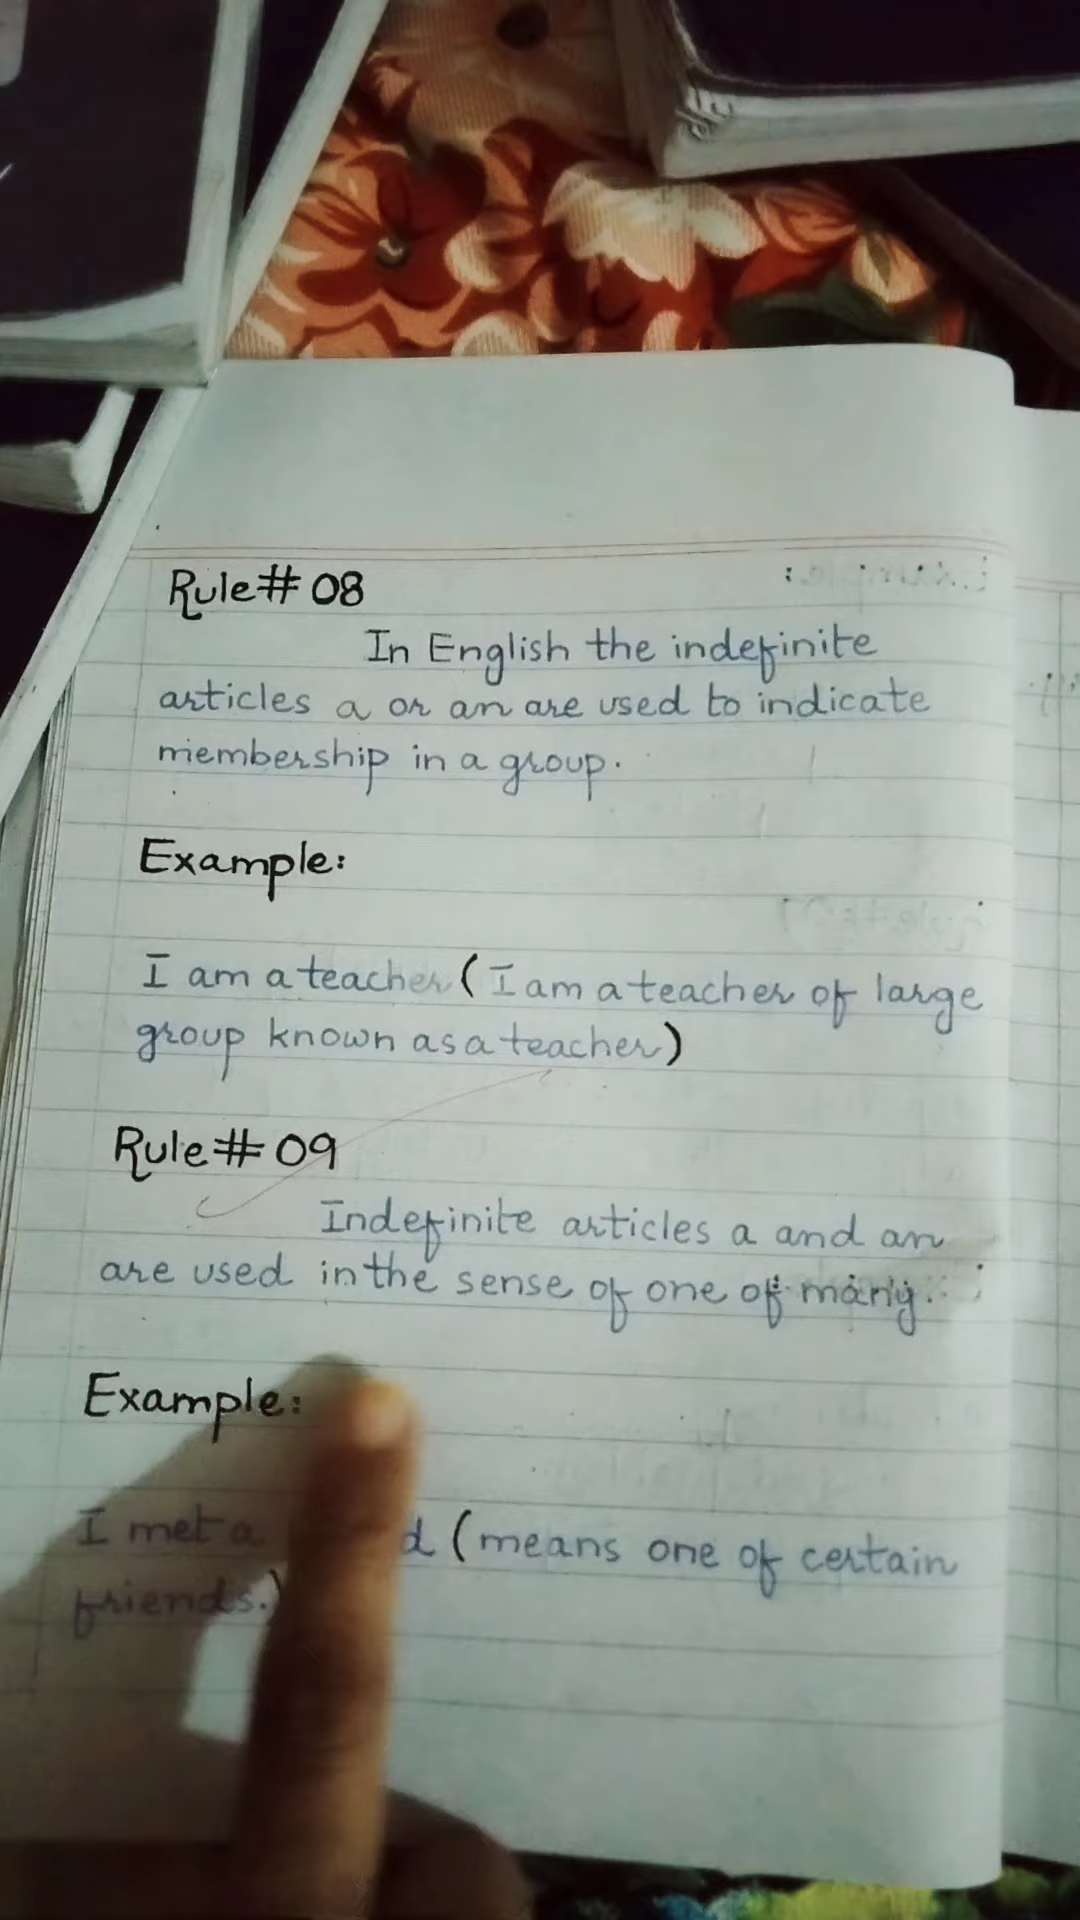 Rule# 08
In English the indefinite
articles a or an are used to indicate
membership in a group.
Example:
I am a teacher (I am a teacher of large
group known as a teacher)
Rule# 09
Indefinite articles a and an
are used in the sense of one of many.
Example:
I met a (means one of certain
friends.)